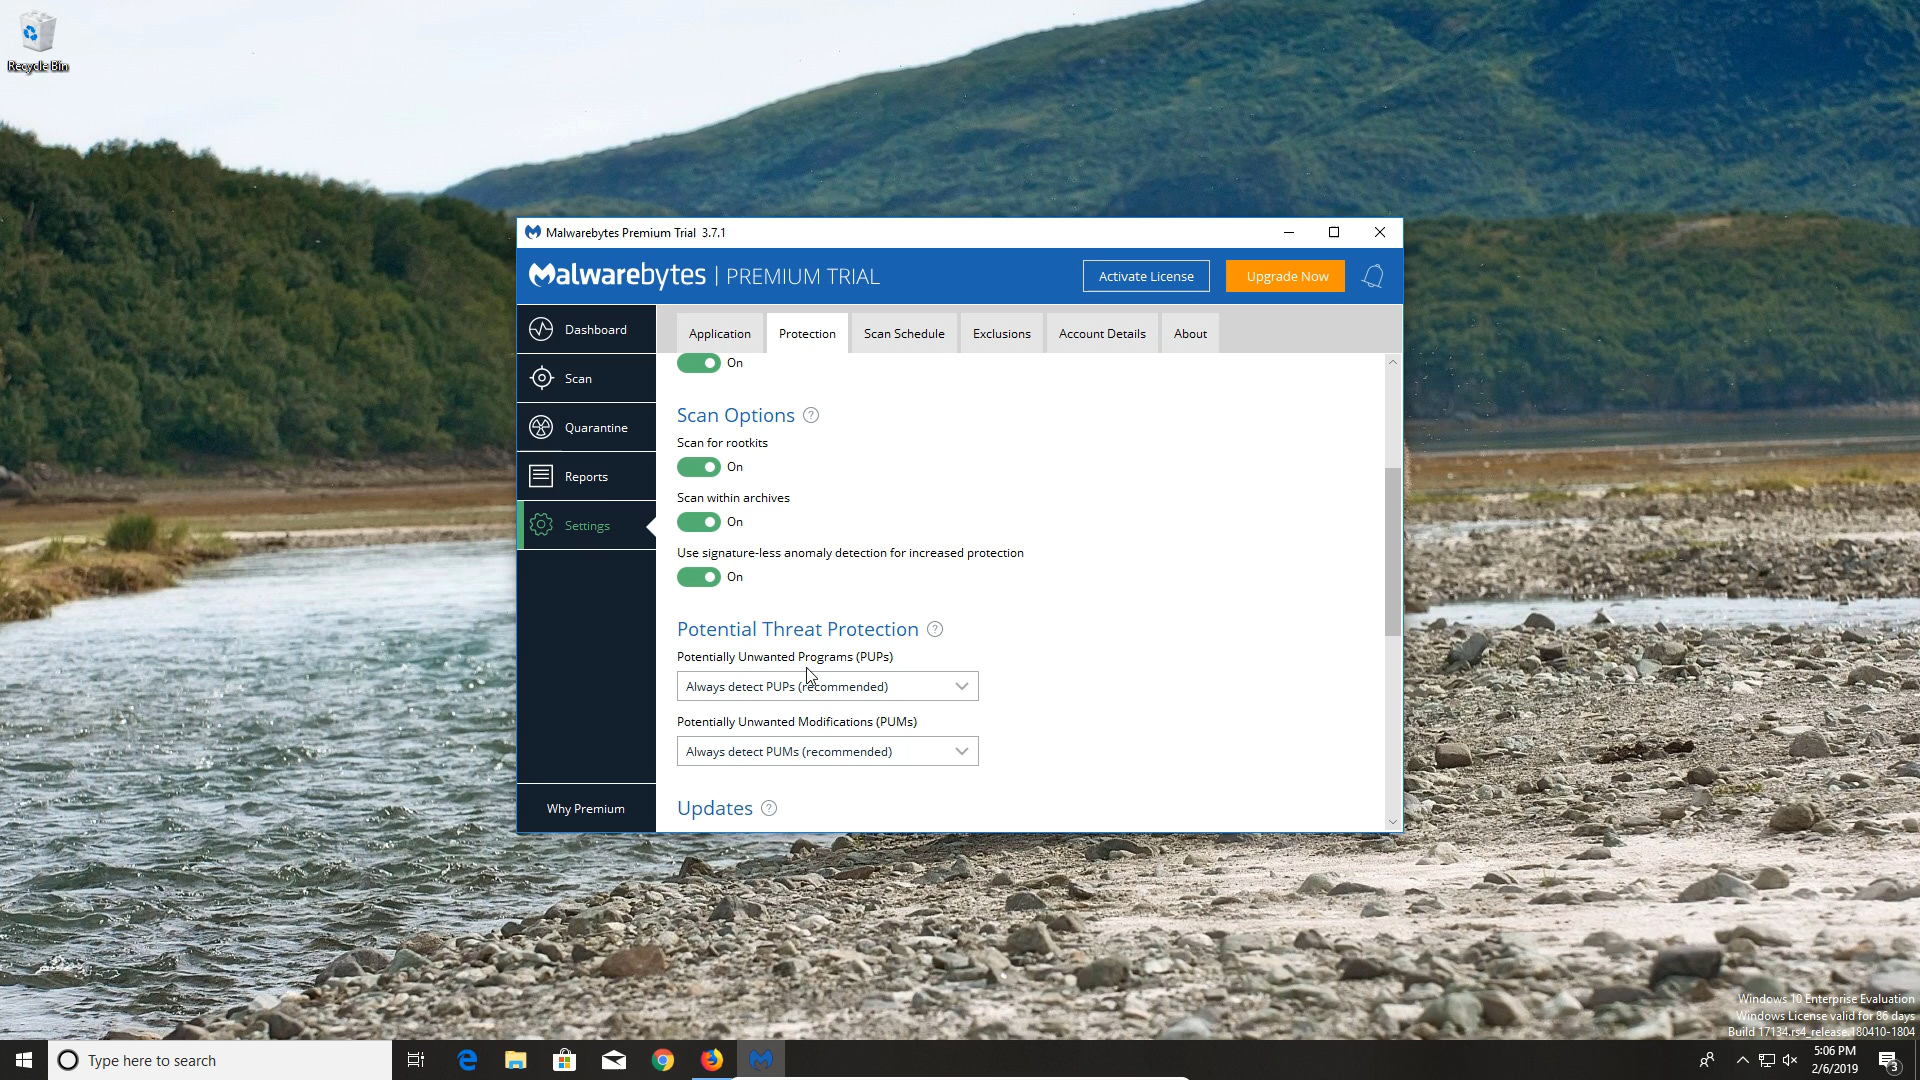 Recycle Bin
Malwarebytes Premium Trial 3.7.1
Malwarebytes | PREMIUM TRIAL
Activate License
Upgrade Now
Dashboard
Scan
Quarantine
Reports
Settings
Why Premium
Application
Protection
Scan Schedule
Exclusions
Account Details
About
On
Scan Options ?
Scan for rootkits
On
Scan within archives
On
Use signature-less anomaly detection for increased protection
On
Potential Threat Protection ?
Potentially Unwanted Programs (PUPs)
Always detect PUPs (recommended)
Potentially Unwanted Modifications (PUMs)
Always detect PUMs (recommended)
Updates ?
Windows 10 Enterprise Evaluation
Windows License valid for 86 days
Build 17134.rs4_release.180410-1804
Type here to search
5:06 PM
2/6/2019
3